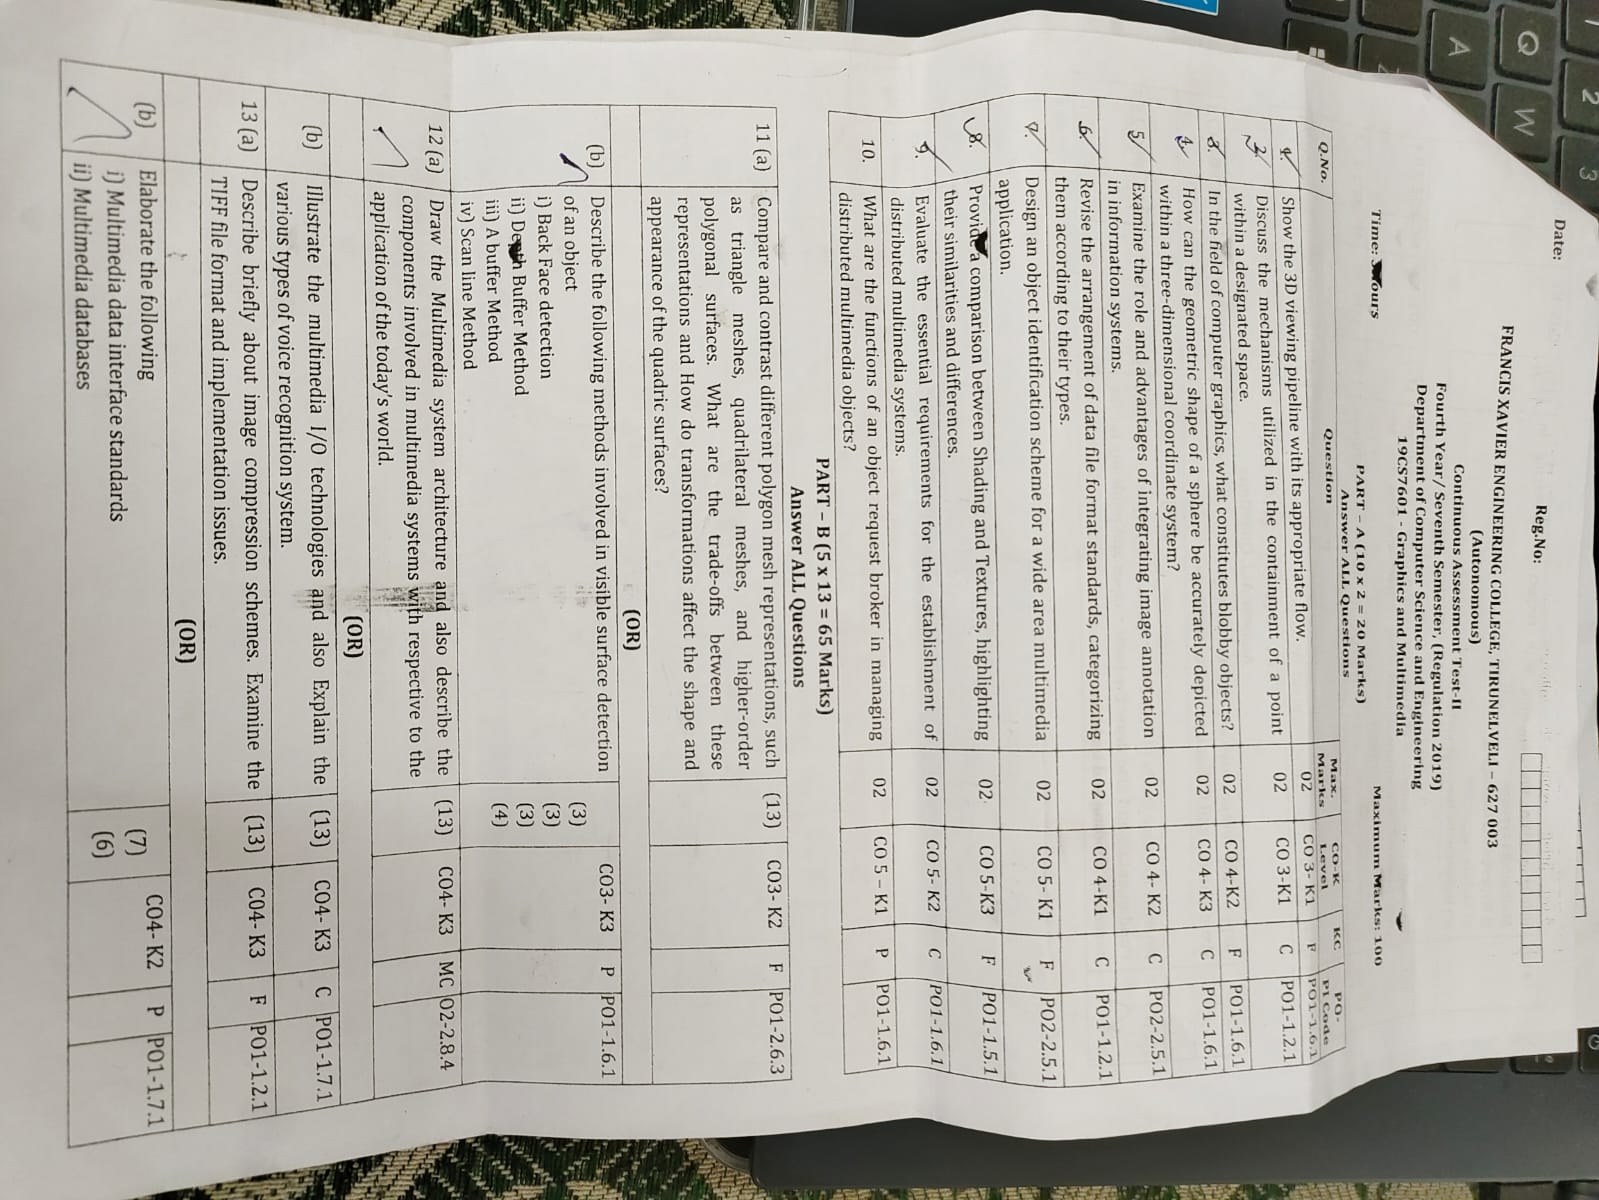 Date:
Reg.No:
FRANCIS XAVIER ENGINEERING COLLEGE, TIRUNELVELI – 627 003
(Autonomous)
Continuous Assessment Test-II
Fourth Year/ Seventh Semester, (Regulation 2019)
Department of Computer Science and Engineering
19CS7601 - Graphics and Multimedia
Time: Hours Maximum Marks: 100
PART – A (10 x 2 = 20 Marks)
Answer ALL Questions
Q.No. Question Max. Marks CO-K Level KC PO-PI Code
1. Show the 3D viewing pipeline with its appropriate flow. 02 CO 3- K1 P PO1-1.6.1
2. Discuss the mechanisms utilized in the containment of a point 02 CO 3-K1 C PO1-1.2.1
within a designated space.
3. In the field of computer graphics, what constitutes blobby objects? 02 CO 4-K2 F PO1-1.6.1
4. How can the geometric shape of a sphere be accurately depicted 02 CO 4- K3 C PO1-1.6.1
within a three-dimensional coordinate system?
5. Examine the role and advantages of integrating image annotation 02 CO 4- K2 C PO2-2.5.1
in information systems.
6. Revise the arrangement of data file format standards, categorizing 02 CO 4-K1 C PO1-1.2.1
them according to their types.
7. Design an object identification scheme for a wide area multimedia 02 CO 5- K1 F PO2-2.5.1
application.
8. Provide a comparison between Shading and Textures, highlighting 02 CO 5-K3 F PO1-1.5.1
their similarities and differences.
9. Evaluate the essential requirements for the establishment of 02 CO 5- K2 C PO1-1.6.1
distributed multimedia systems.
10. What are the functions of an object request broker in managing 02 CO 5 – K1 P PO1-1.6.1
distributed multimedia objects?
PART – B (5 x 13 = 65 Marks)
Answer ALL Questions
11 (a) Compare and contrast different polygon mesh representations, such (13) CO3- K2 F PO1-2.6.3
as triangle meshes, quadrilateral meshes, and higher-order
polygonal surfaces. What are the trade-offs between these
representations and How do transformations affect the shape and
appearance of the quadric surfaces?
(OR)
(b) Describe the following methods involved in visible surface detection CO3- K3 P PO1-1.6.1
of an object
i) Back Face detection (3)
ii) Depth Buffer Method (3)
iii) A buffer Method (3)
iv) Scan line Method (4)
12 (a) Draw the Multimedia system architecture and also describe the (13) CO4- K3 MC O2-2.8.4
components involved in multimedia systems with respective to the
application of the today's world.
(OR)
(b) Illustrate the multimedia I/O technologies and also Explain the (13) CO4- K3 C PO1-1.7.1
various types of voice recognition system.
13 (a) Describe briefly about image compression schemes. Examine the (13) CO4- K3 F PO1-1.2.1
TIFF file format and implementation issues.
(OR)
(b) Elaborate the following CO4- K2 P PO1-1.7.1
i) Multimedia data interface standards (7)
ii) Multimedia databases (6)
Q
W
A
2
3